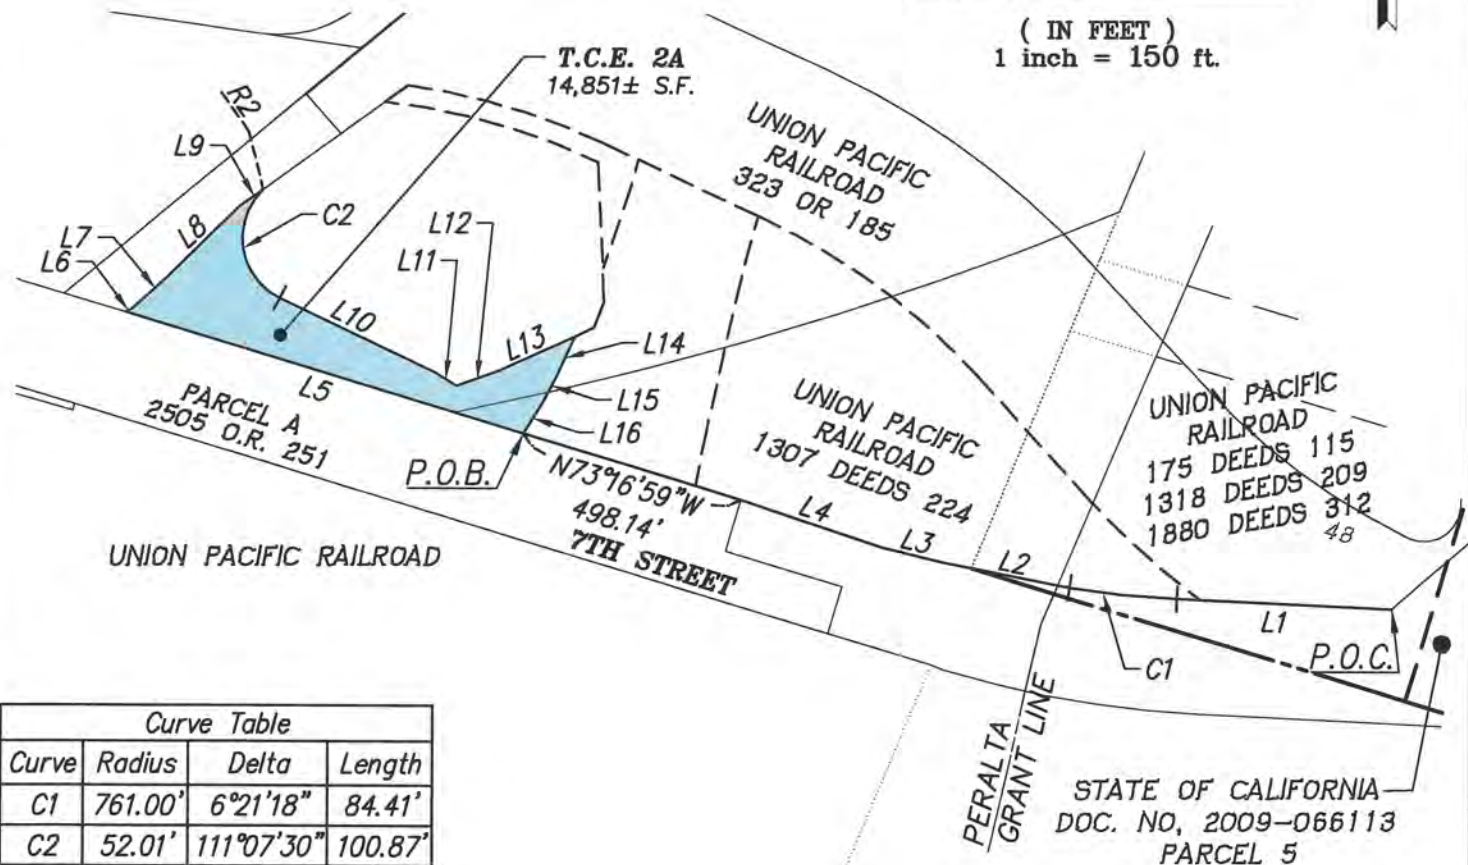 ( IN FEET )
1 inch = 150 ft.
T.C.E. 2A
14,851± S.F.
R2
L9
C2
L8
L7
L6
L12
L11
L10
L13
L14
L15
L16
L5
UNION PACIFIC
RAILROAD
323 OR 185
PARCEL A
2505 O.R. 251
P.O.B.
N73°16'59"W
498.14'
7TH STREET
UNION PACIFIC
RAILROAD
1307 DEEDS 224
L4
L3
L2
UNION PACIFIC
RAILROAD
175 DEEDS 115
1318 DEEDS 209
1880 DEEDS 312
48
L1
C1
P.O.C.
UNION PACIFIC RAILROAD
PERALTA
GRANT LINE
STATE OF CALIFORNIA
DOC. NO, 2009-066113
PARCEL 5
Curve Table
Curve Radius Delta Length
C1 761.00' 6°21'18" 84.41'
C2 52.01' 111°07'30" 100.87'